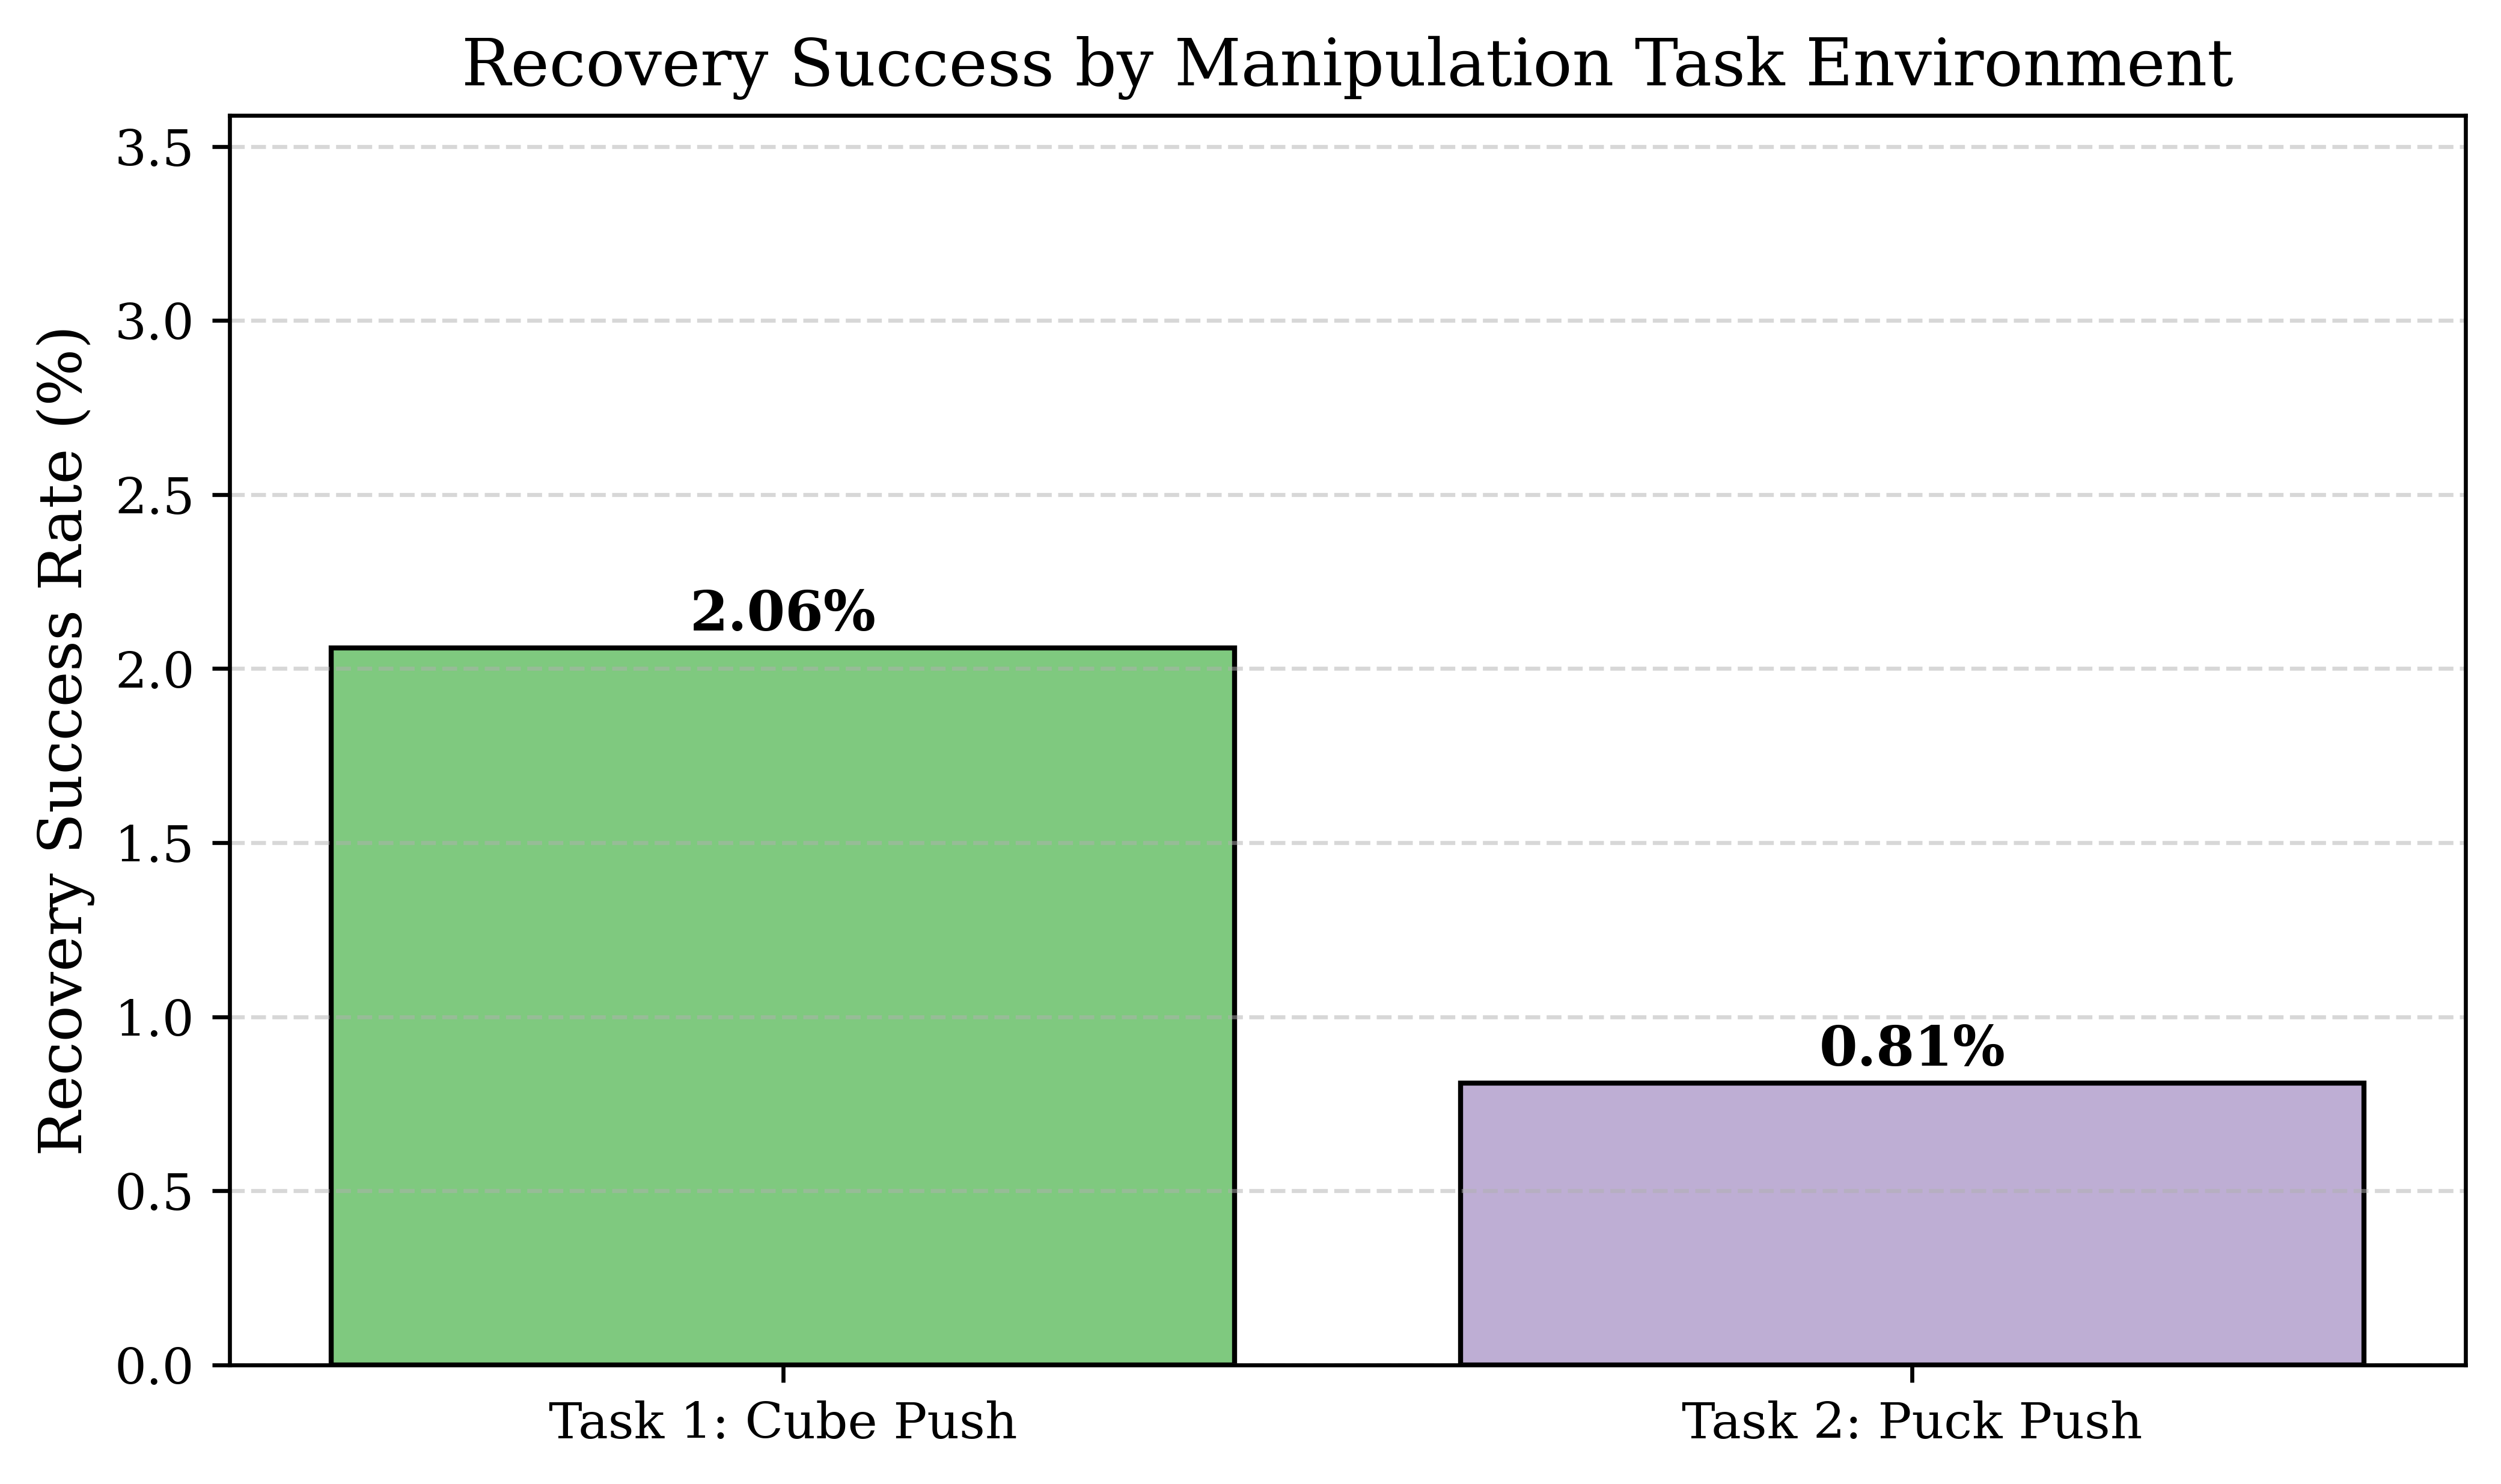 Recovery Success by Manipulation Task Environment
Recovery Success Rate (%)
3.5
3.0
2.5
2.0
1.5
1.0
0.5
0.0
2.06%
0.81%
Task 1: Cube Push
Task 2: Puck Push